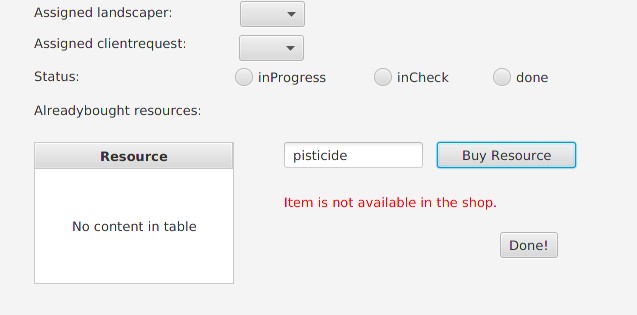 Assigned landscaper:
Assigned clientrequest:
Status:
inProgress
inCheck
done
Alreadybought resources:
Resource
pisticide
Buy Resource
No content in table
Item is not available in the shop.
Done!